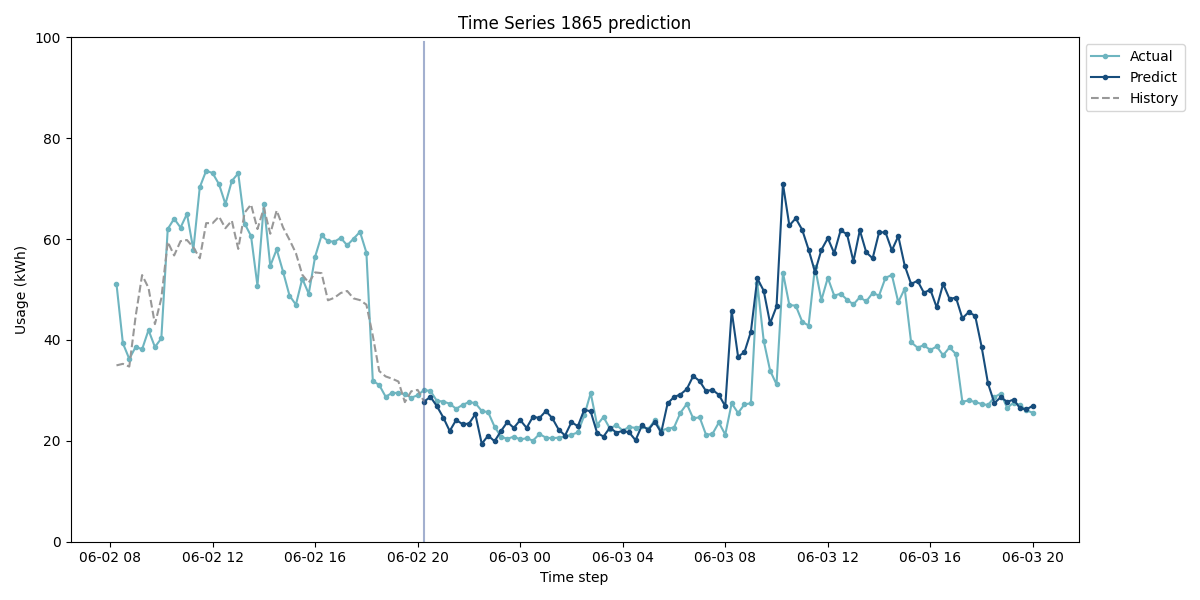 Time Series 1865 prediction
100
80
60
40
20
0
Usage (kWh)
06-02 08 06-02 12 06-02 16 06-02 20 06-03 00 06-03 04 06-03 08 06-03 12 06-03 16 06-03 20
Time step
Actual
Predict
History